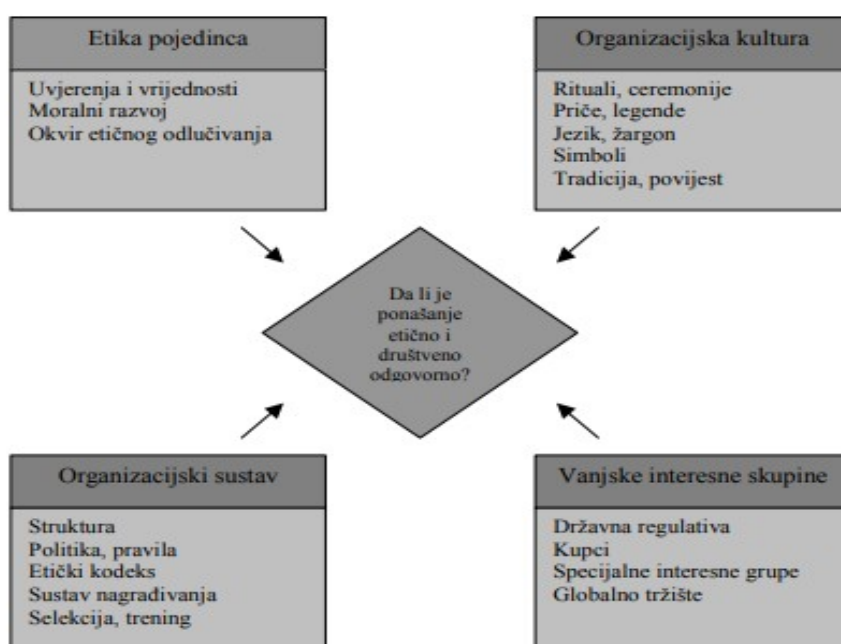 Etika pojedinca
Uvjerenja i vrijednosti
Moralni razvoj
Okvir etičnog odlučivanja
Organizacijska kultura
Rituali, ceremonije
Priče, legende
Jezik, žargon
Simboli
Tradicija, povijest
Da li je
ponašanje
etično i
društveno
odgovorno?
Organizacijski sustav
Struktura
Politika, pravila
Etički kodeks
Sustav nagrađivanja
Selekcija, trening
Vanjske interesne skupine
Državna regulativa
Kupci
Specijalne interesne grupe
Globalno tržište